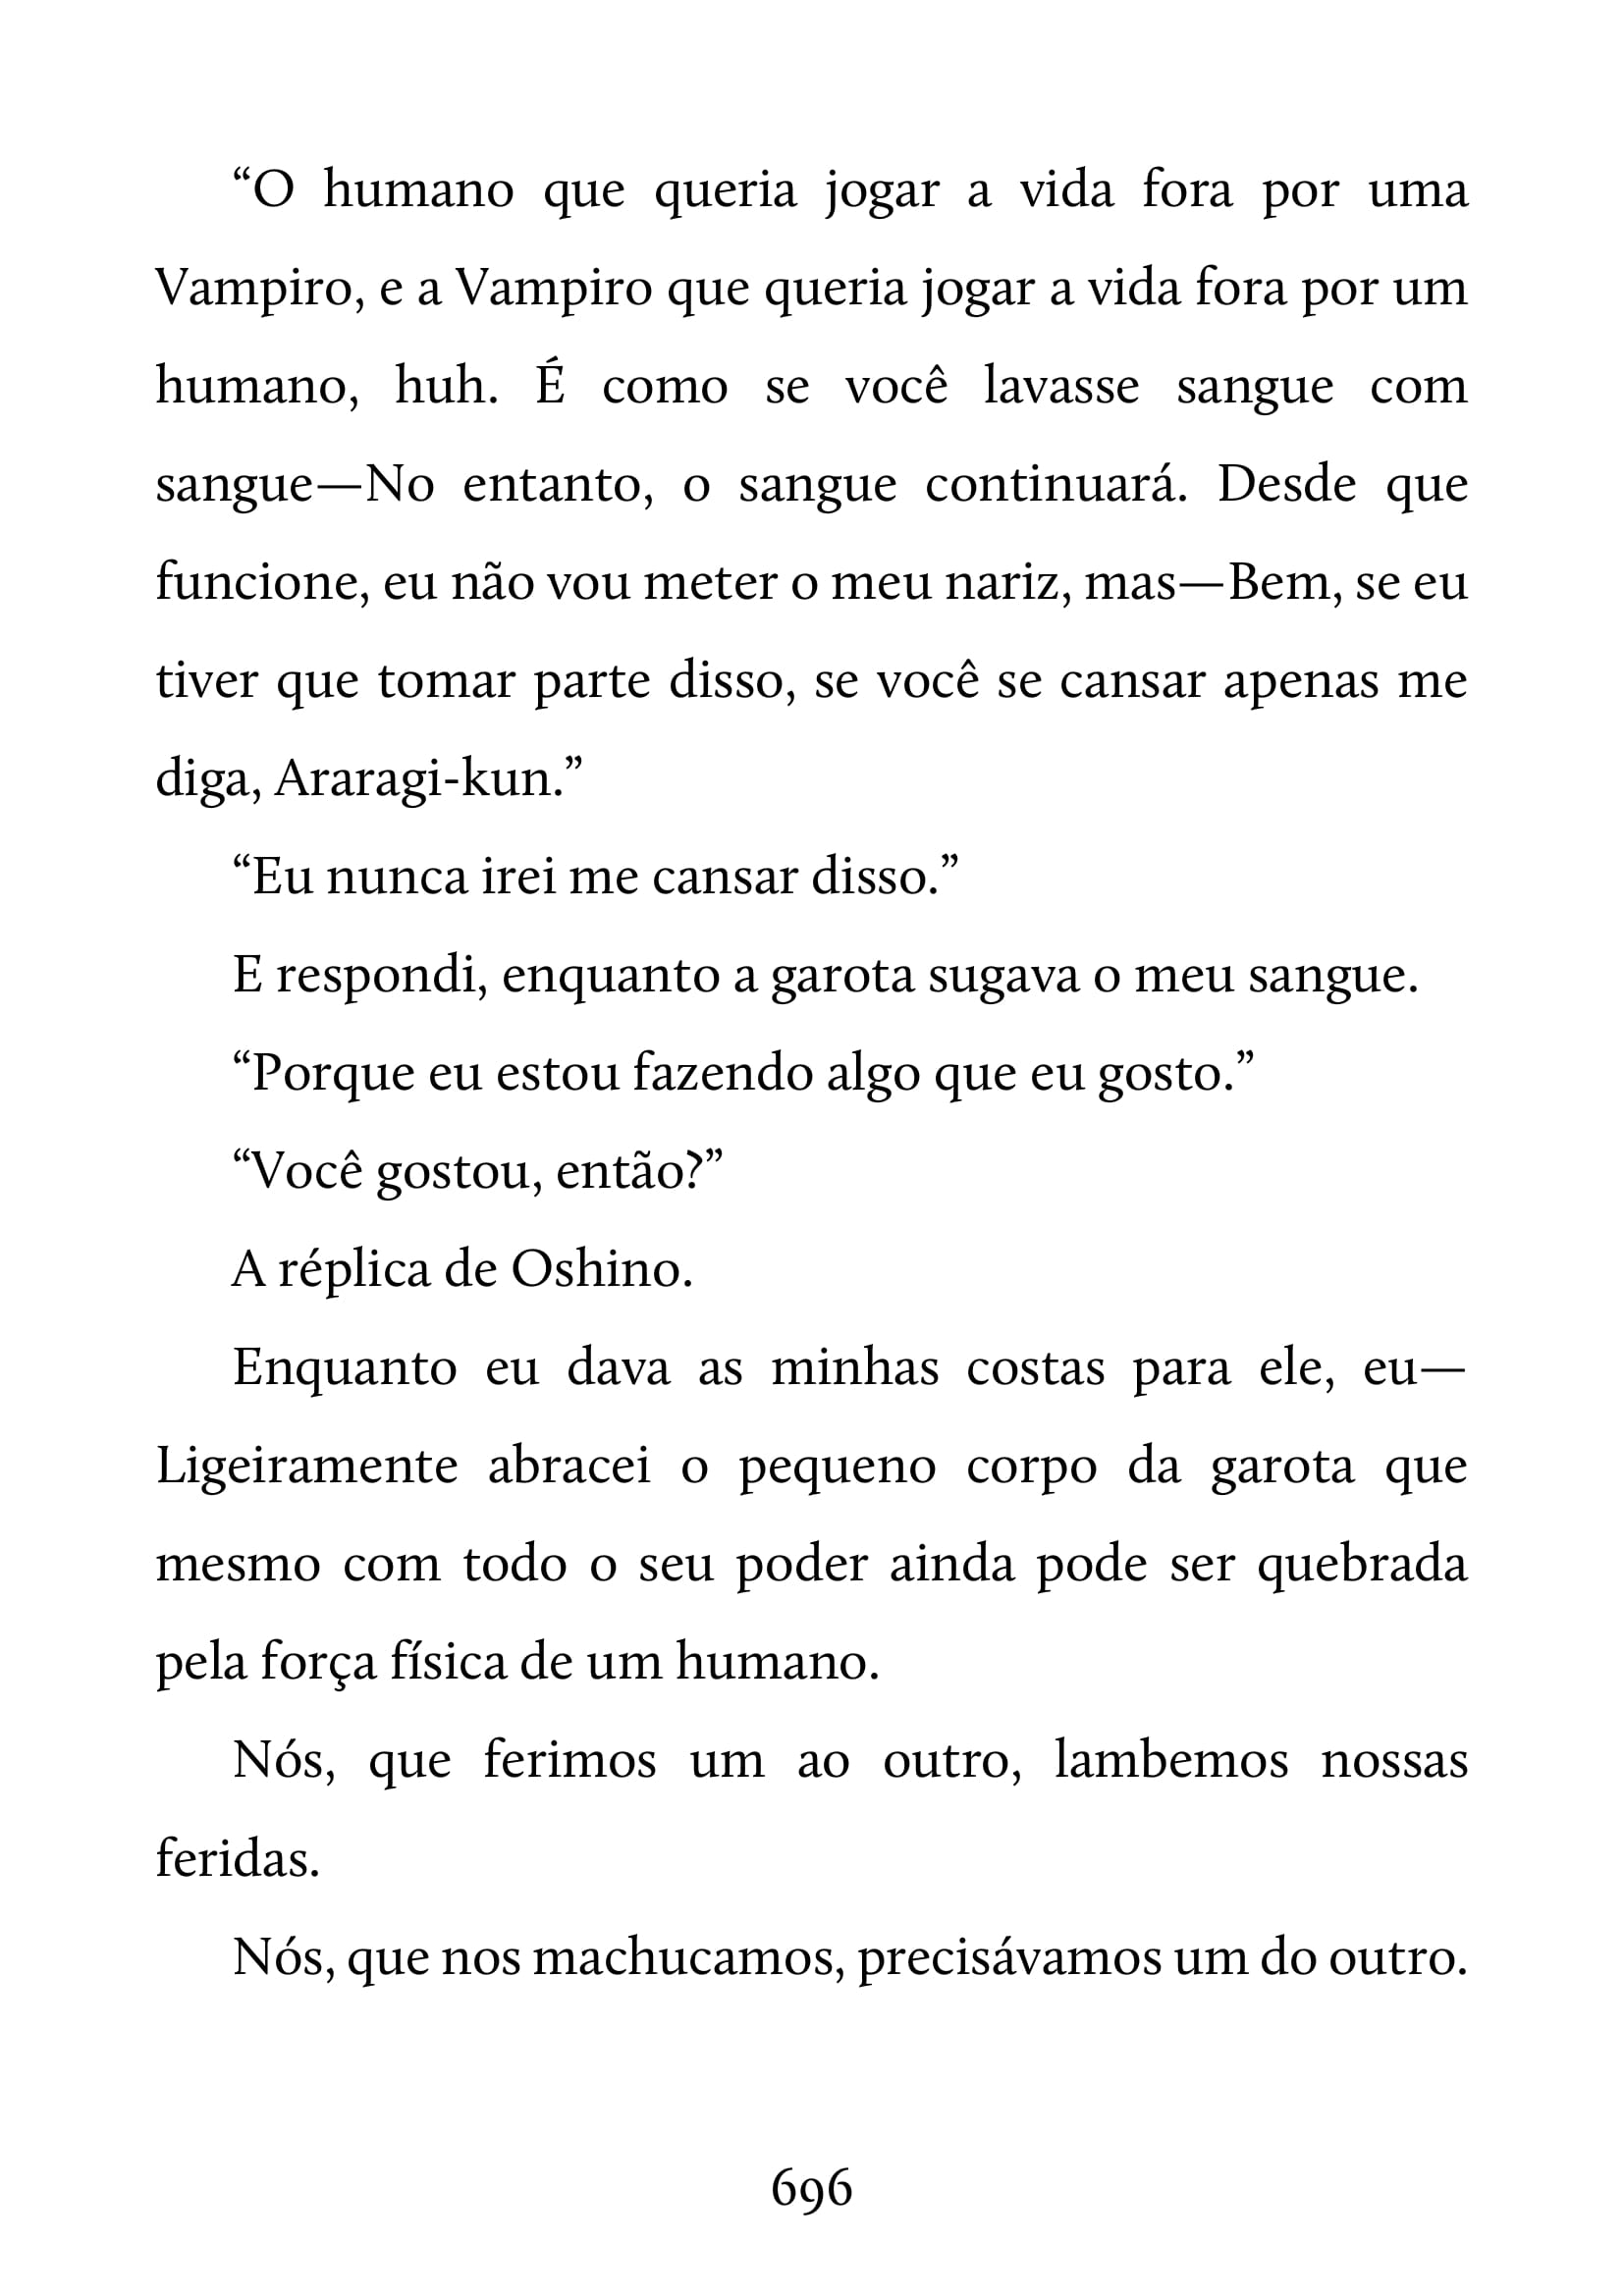 “O humano que queria jogar a vida fora por uma
Vampiro, e a Vampiro que queria jogar a vida fora por um
humano, huh. É como se você lavasse sangue com
sangue—No entanto, o sangue continuará. Desde que
funcione, eu não vou meter o meu nariz, mas—Bem, se eu
tiver que tomar parte disso, se você se cansar apenas me
diga, Araragi-kun.”
“Eu nunca irei me cansar disso.”
E respondi, enquanto a garota sugava o meu sangue.
“Porque eu estou fazendo algo que eu gosto.”
“Você gostou, então?”
A réplica de Oshino.
Enquanto eu dava as minhas costas para ele, eu—
Ligeiramente abracei o pequeno corpo da garota que
mesmo com todo o seu poder ainda pode ser quebrada
pela força física de um humano.
Nós, que ferimos um ao outro, lambemos nossas
feridas.
Nós, que nos machucamos, precisávamos um do outro.
696